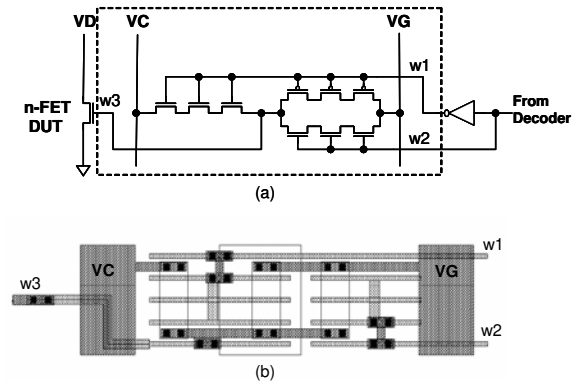 VD VC VG
w1
w3
n-FET
DUT
From
Decoder
w2
(a)
w1
VC VG
w3
w2
(b)